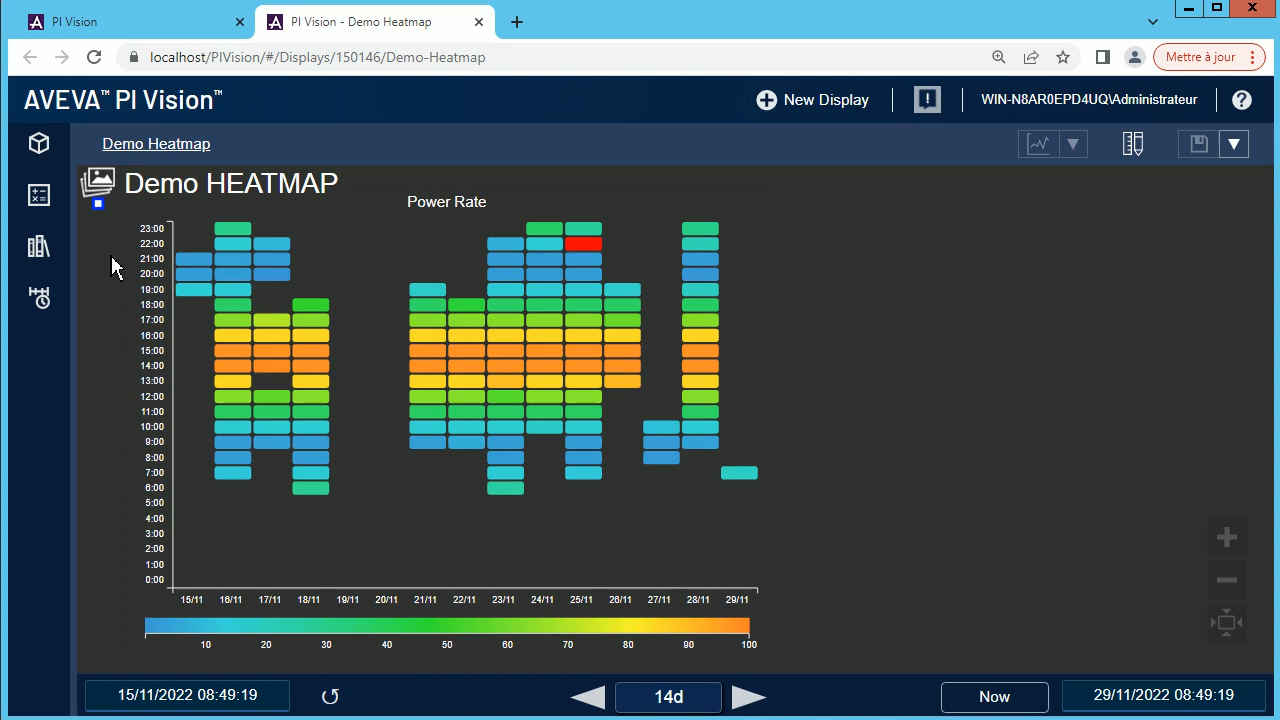 PI Vision
PI Vision - Demo Heatmap
localhost/PIVision/#/Displays/150146/Demo-Heatmap
Mettre à jour
AVEVA™ PI Vision™
New Display
WIN-N8AR0EPD4UQ\Administrateur
Demo Heatmap
Demo HEATMAP
Power Rate
23:00
22:00
21:00
20:00
19:00
18:00
17:00
16:00
15:00
14:00
13:00
12:00
11:00
10:00
9:00
8:00
7:00
6:00
5:00
4:00
3:00
2:00
1:00
0:00
15/11 16/11 17/11 18/11 19/11 20/11 21/11 22/11 23/11 24/11 25/11 26/11 27/11 28/11 29/11
10 20 30 40 50 60 70 80 90 100
15/11/2022 08:49:19
14d
Now
29/11/2022 08:49:19